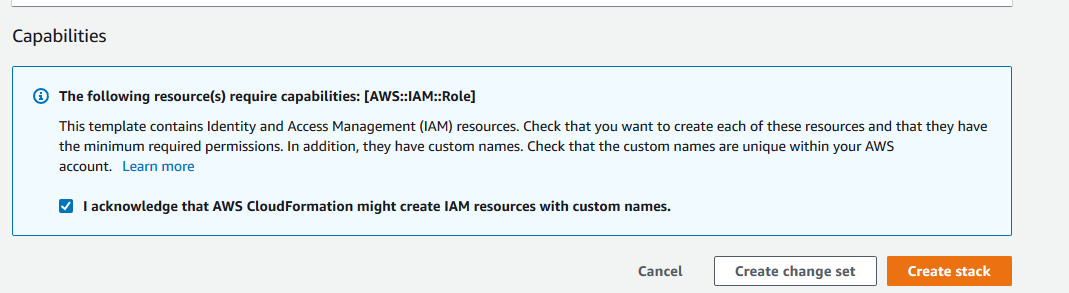 Capabilities
The following resource(s) require capabilities: [AWS::IAM::Role]
This template contains Identity and Access Management (IAM) resources. Check that you want to create each of these resources and that they have
the minimum required permissions. In addition, they have custom names. Check that the custom names are unique within your AWS
account. Learn more
I acknowledge that AWS CloudFormation might create IAM resources with custom names.
Cancel Create change set Create stack